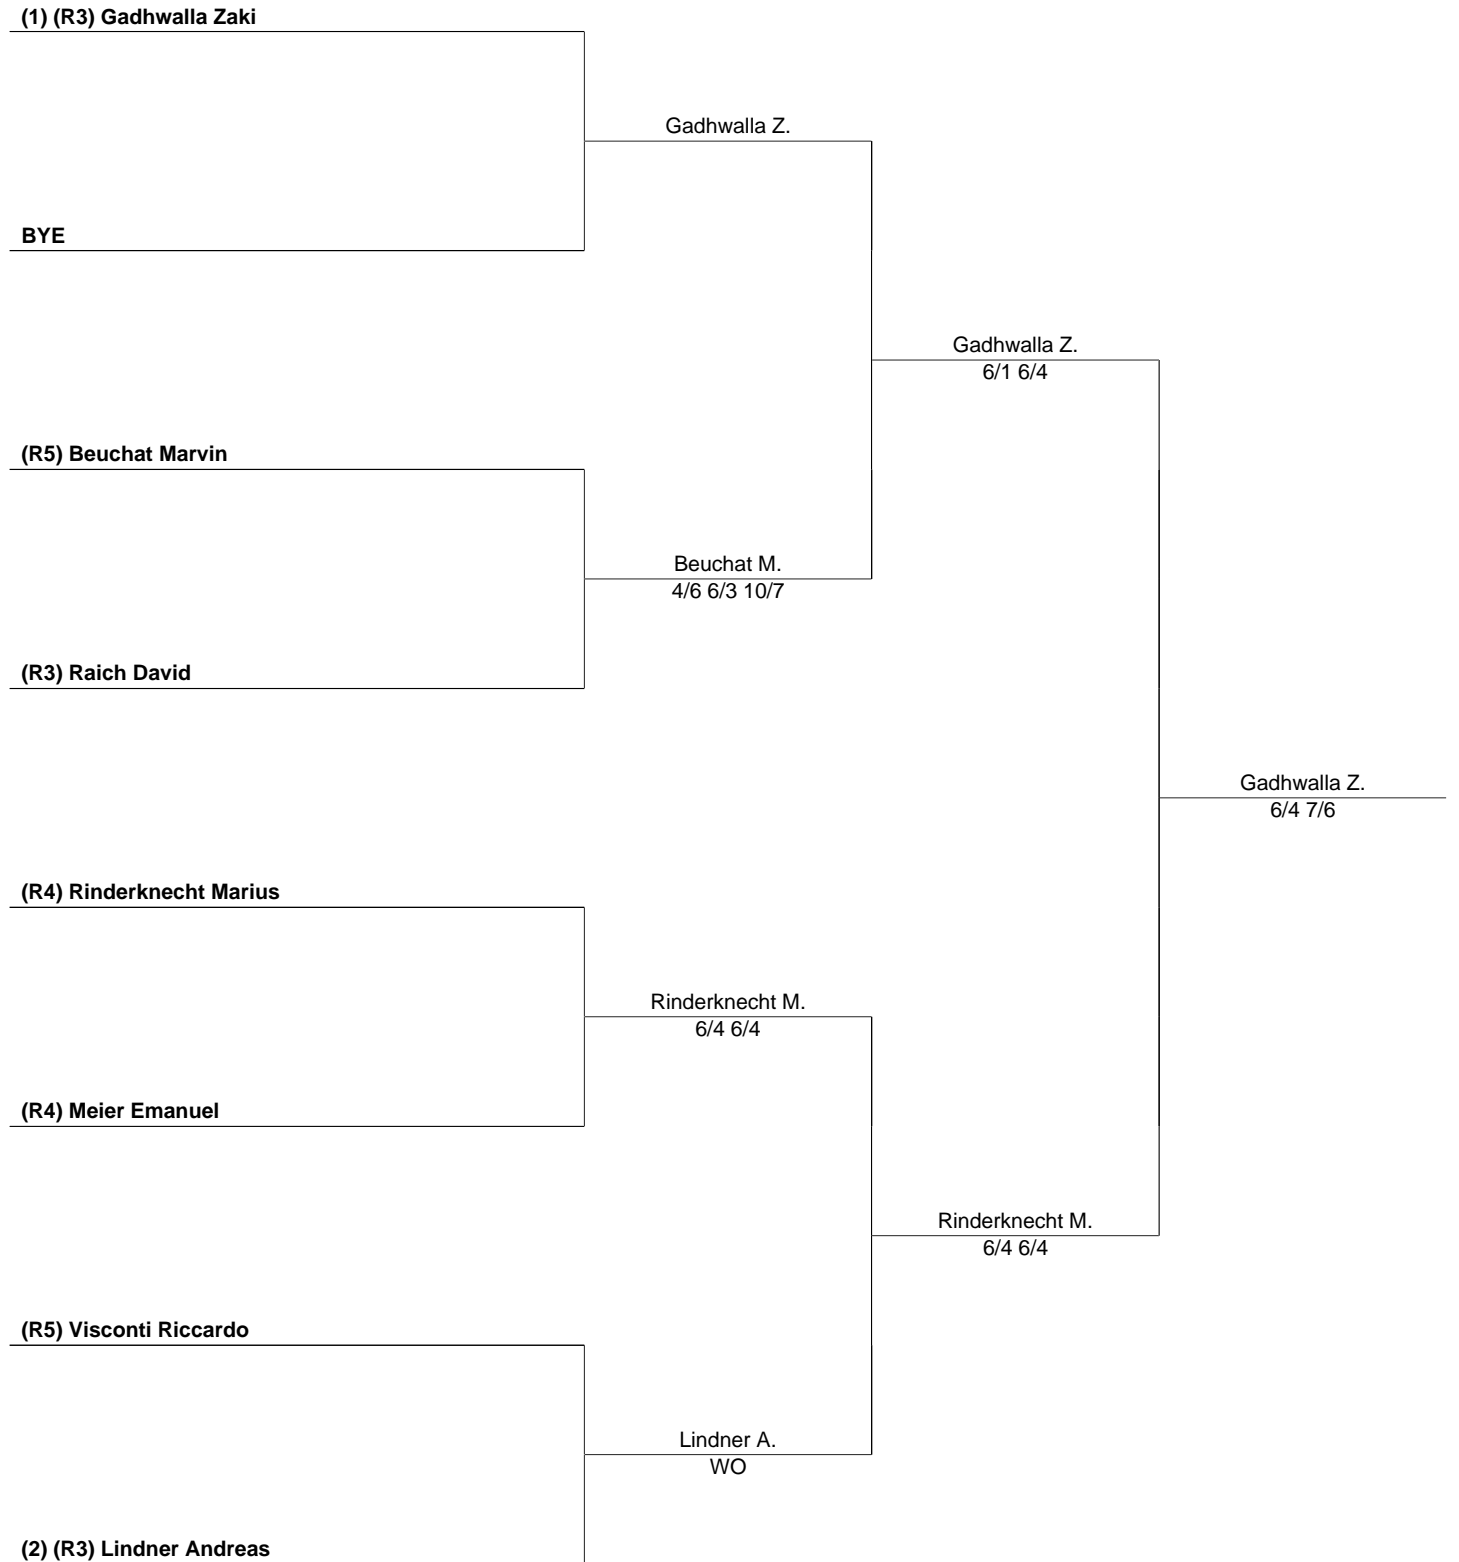 (1) (R3) Gadhwalla Zaki
Gadhwalla Z.
BYE
Gadhwalla Z.
6/1 6/4
(R5) Beuchat Marvin
Beuchat M.
4/6 6/3 10/7
(R3) Raich David
Gadhwalla Z.
6/4 7/6
(R4) Rinderknecht Marius
Rinderknecht M.
6/4 6/4
(R4) Meier Emanuel
Rinderknecht M.
6/4 6/4
(R5) Visconti Riccardo
Lindner A.
WO
(2) (R3) Lindner Andreas